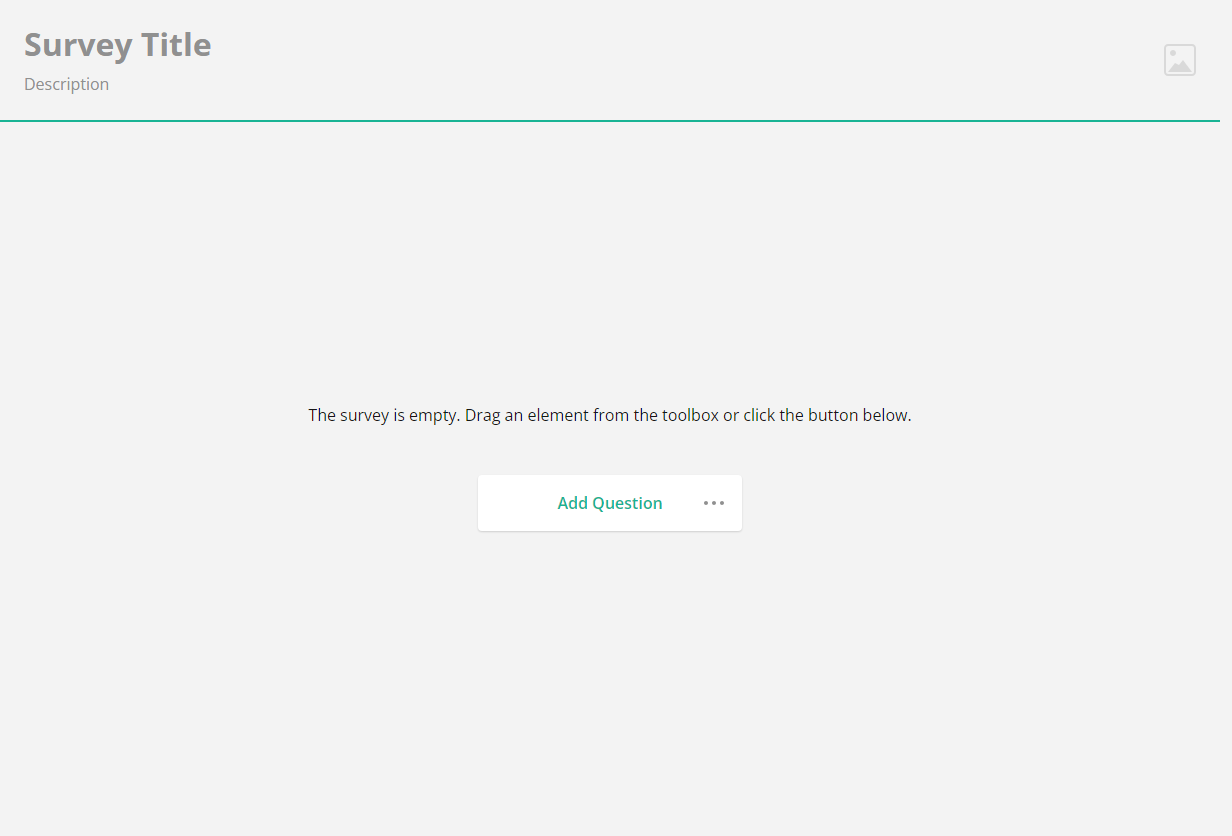 Survey Title
Description
The survey is empty. Drag an element from the toolbox or click the button below.
Add Question